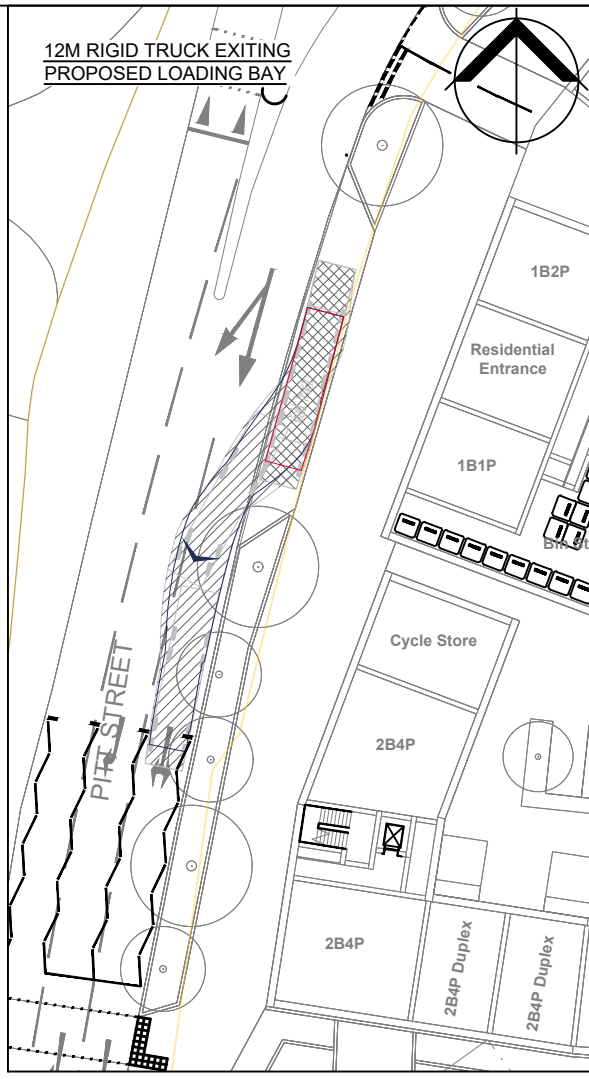 12M RIGID TRUCK EXITING
PROPOSED LOADING BAY
1B2P
Residential
Entrance
1B1P
Cycle Store
2B4P
PITT STREET
2B4P
2B4P Duplex
2B4P Duplex